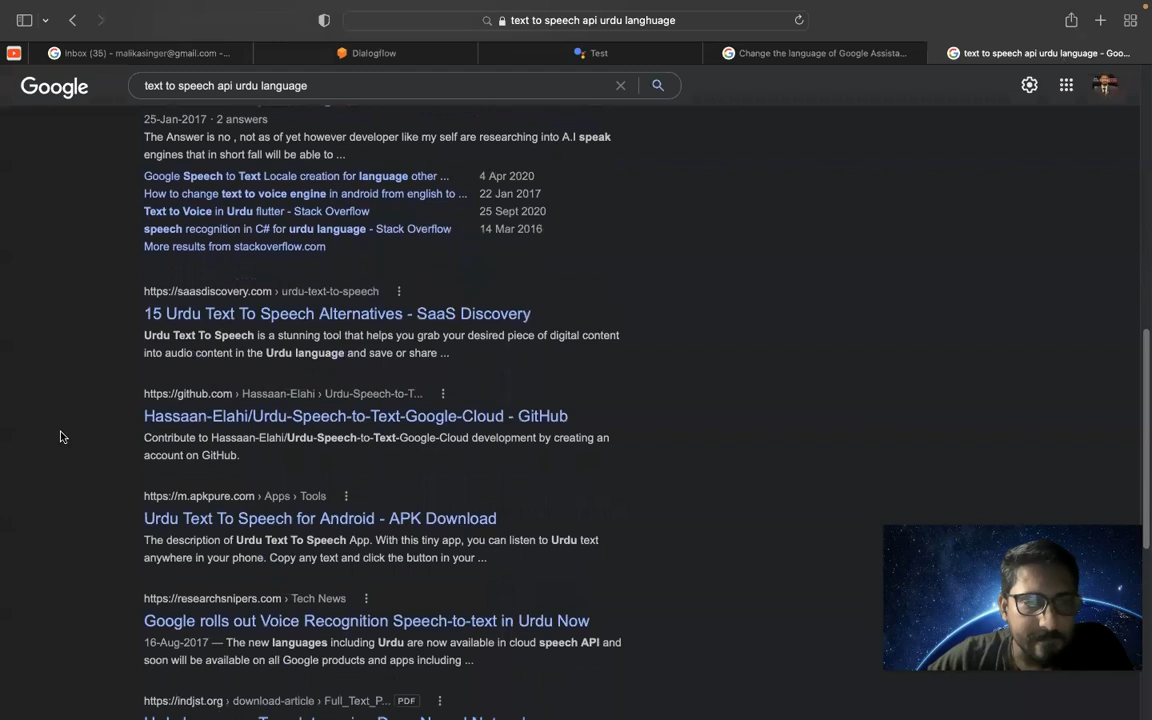 text to speech api urdu langhuage
Inbox (35) - malikasinger@gmail.com -...
Dialogflow
Test
Change the language of Google Assista...
text to speech api urdu language - Goo...
Google
text to speech api urdu language
25-Jan-2017 · 2 answers
The Answer is no , not as of yet however developer like my self are researching into A.I speak
engines that in short fall will be able to ...
Google Speech to Text Locale creation for language other ... 4 Apr 2020
How to change text to voice engine in android from english to ... 22 Jan 2017
Text to Voice in Urdu flutter - Stack Overflow 25 Sept 2020
speech recognition in C# for urdu language - Stack Overflow 14 Mar 2016
More results from stackoverflow.com
https://saasdiscovery.com › urdu-text-to-speech
15 Urdu Text To Speech Alternatives - SaaS Discovery
Urdu Text To Speech is a stunning tool that helps you grab your desired piece of digital content
into audio content in the Urdu language and save or share ...
https://github.com › Hassaan-Elahi › Urdu-Speech-to-T...
Hassaan-Elahi/Urdu-Speech-to-Text-Google-Cloud - GitHub
Contribute to Hassaan-Elahi/Urdu-Speech-to-Text-Google-Cloud development by creating an
account on GitHub.
https://m.apkpure.com › Apps › Tools
Urdu Text To Speech for Android - APK Download
The description of Urdu Text To Speech App. With this tiny app, you can listen to Urdu text
anywhere in your phone. Copy any text and click the button in your ...
https://researchsnipers.com › Tech News
Google rolls out Voice Recognition Speech-to-text in Urdu Now
16-Aug-2017 — The new languages including Urdu are now available in cloud speech API and
soon will be available on all Google products and apps including ...
https://indjst.org › download-article › Full_Text_P... PDF